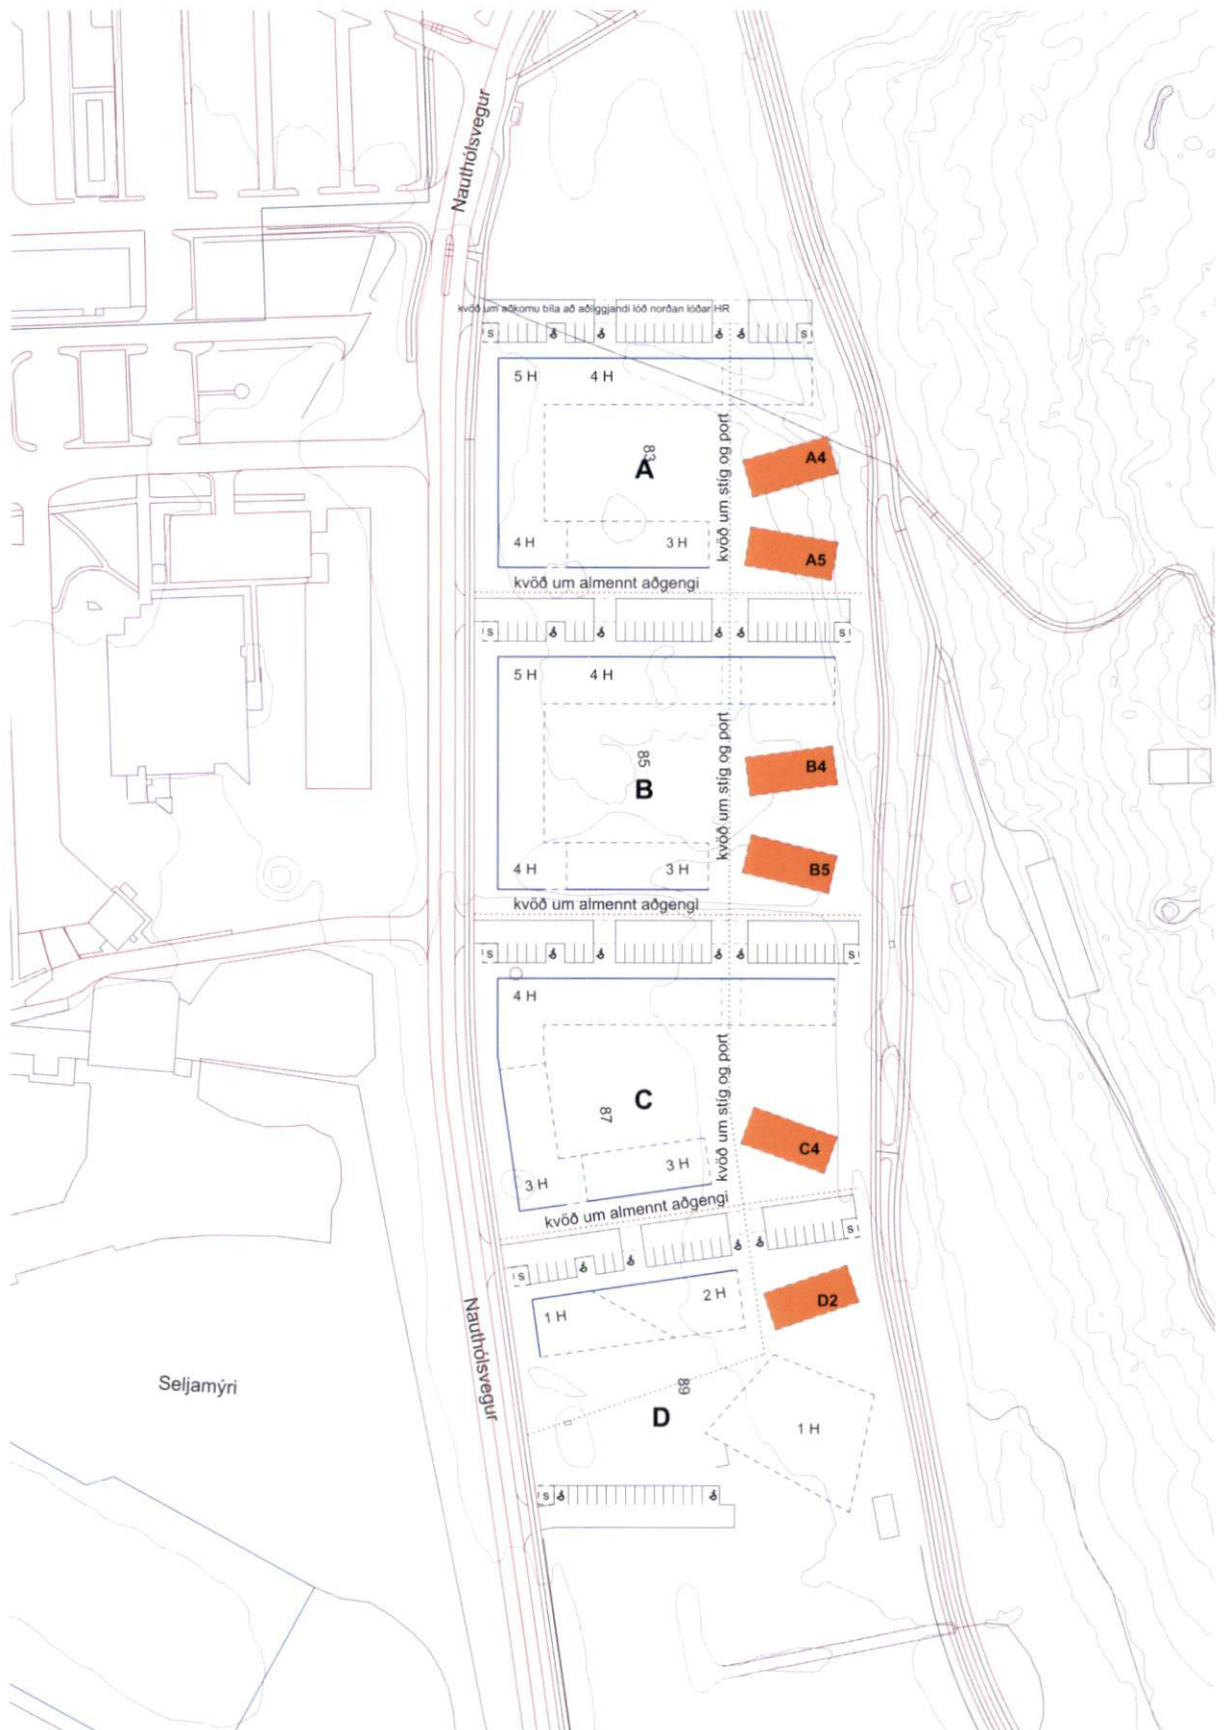 Nauthólsvegur
kvöð um aðkomu bíla að aðliggjandi lóð norðan lóðar HR
S
S
5 H
4 H
83
A
kvöð um stíg og port
A4
A5
4 H
3 H
kvöð um almennt aðgengi
S
S
5 H
4 H
85
B
kvöð um stíg og port
B4
B5
4 H
3 H
kvöð um almennt aðgengi
S
S
4 H
87
C
kvöð um stíg og port
C4
3 H
3 H
kvöð um almennt aðgengi
S
S
1 H
2 H
D2
Nauthólsvegur
Seljamýri
89
D
1 H
S